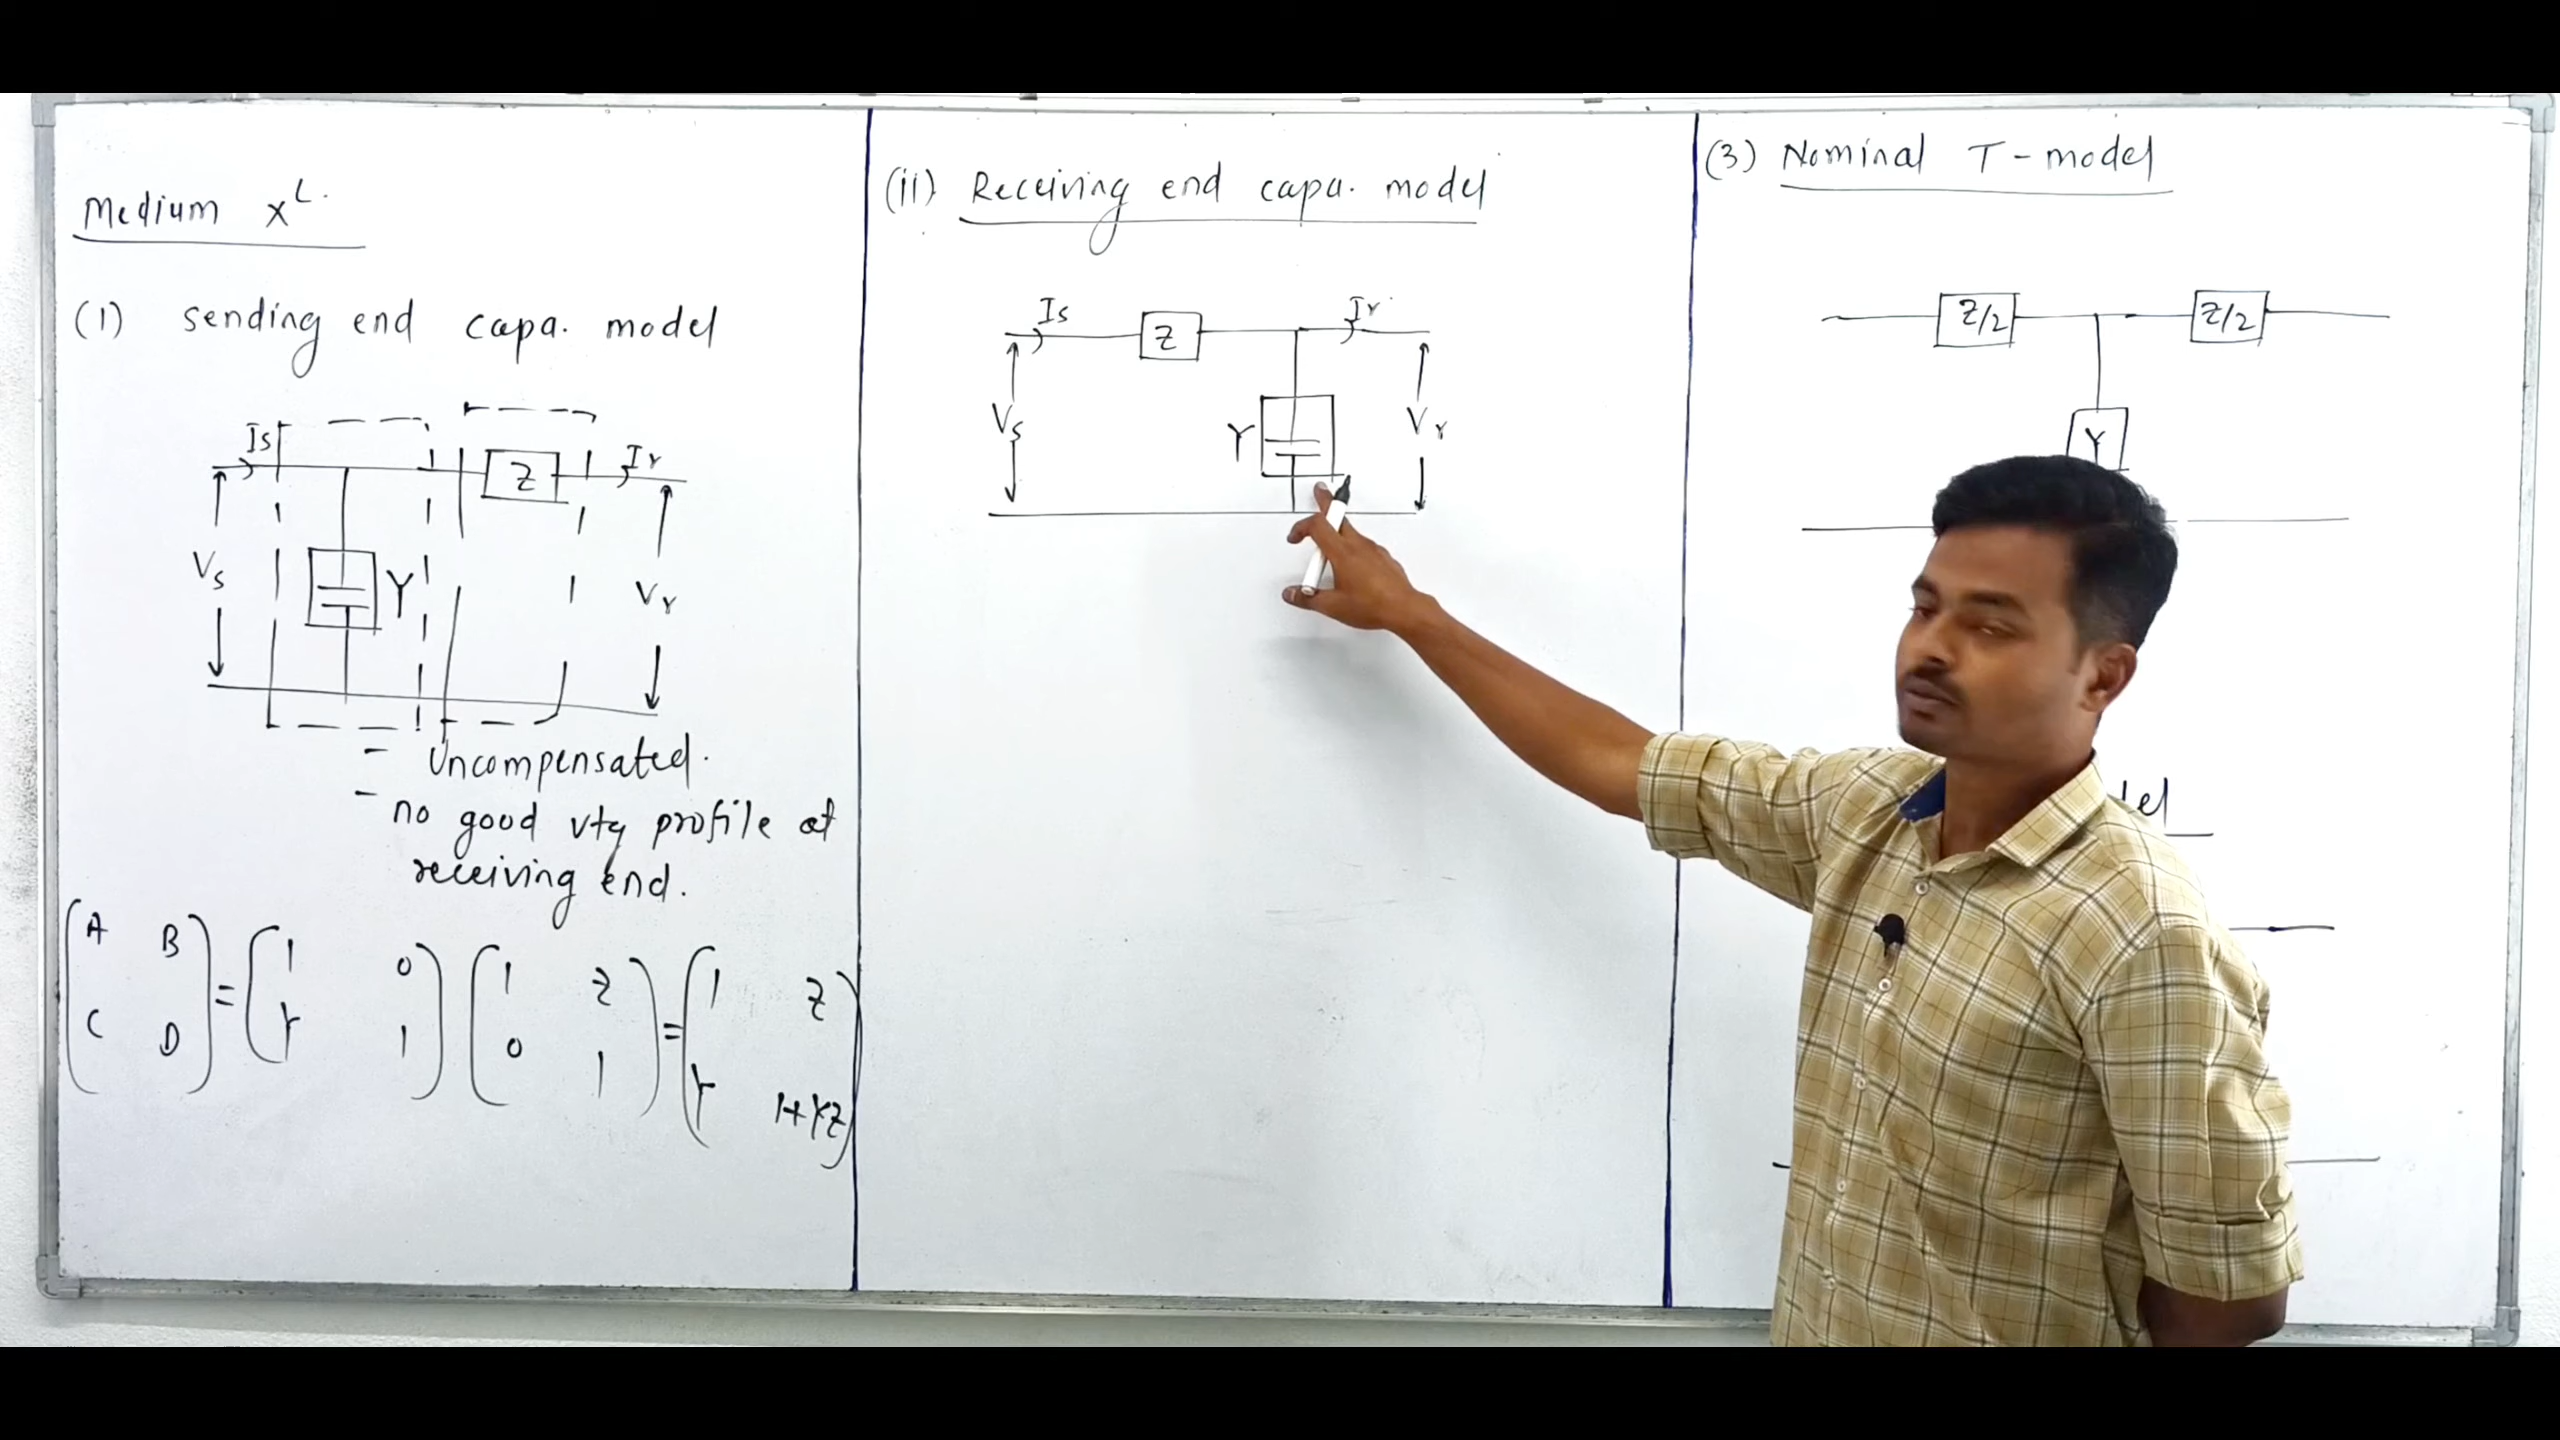 Medium x^L.
(1) sending end capa. model
Is
Z
Ir
Vs
Y
Vr
- Uncompensated.
- no good vtg profile at
receiving end.
(A B = (1 0) (1 Z) = (1 Z)
C D) Y 1 0 1 Y 1+YZ
(ii) Receiving end capa. model
Is
Z
Ir
Vs
Y
Vr
(3) Nominal T-model
Z/2
Z/2
Y